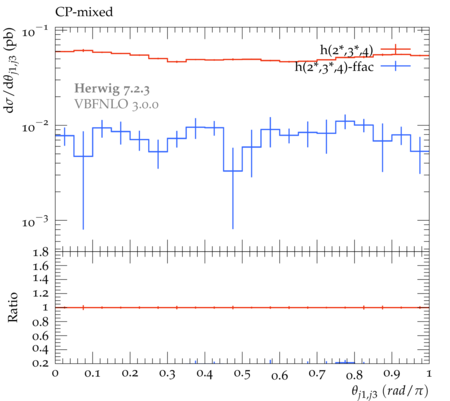 CP-mixed
dσ/dθj1,j3 (pb)
10⁻¹
10⁻²
10⁻³
h(2*,3*,4)
h(2*,3*,4)-ffac
Herwig 7.2.3
VBFNLO 3.0.0
Ratio
1.8
1.6
1.4
1.2
1
0.8
0.6
0.4
0.2
0 0.1 0.2 0.3 0.4 0.5 0.6 0.7 0.8 0.9 1
θj1,j3 (rad/π)